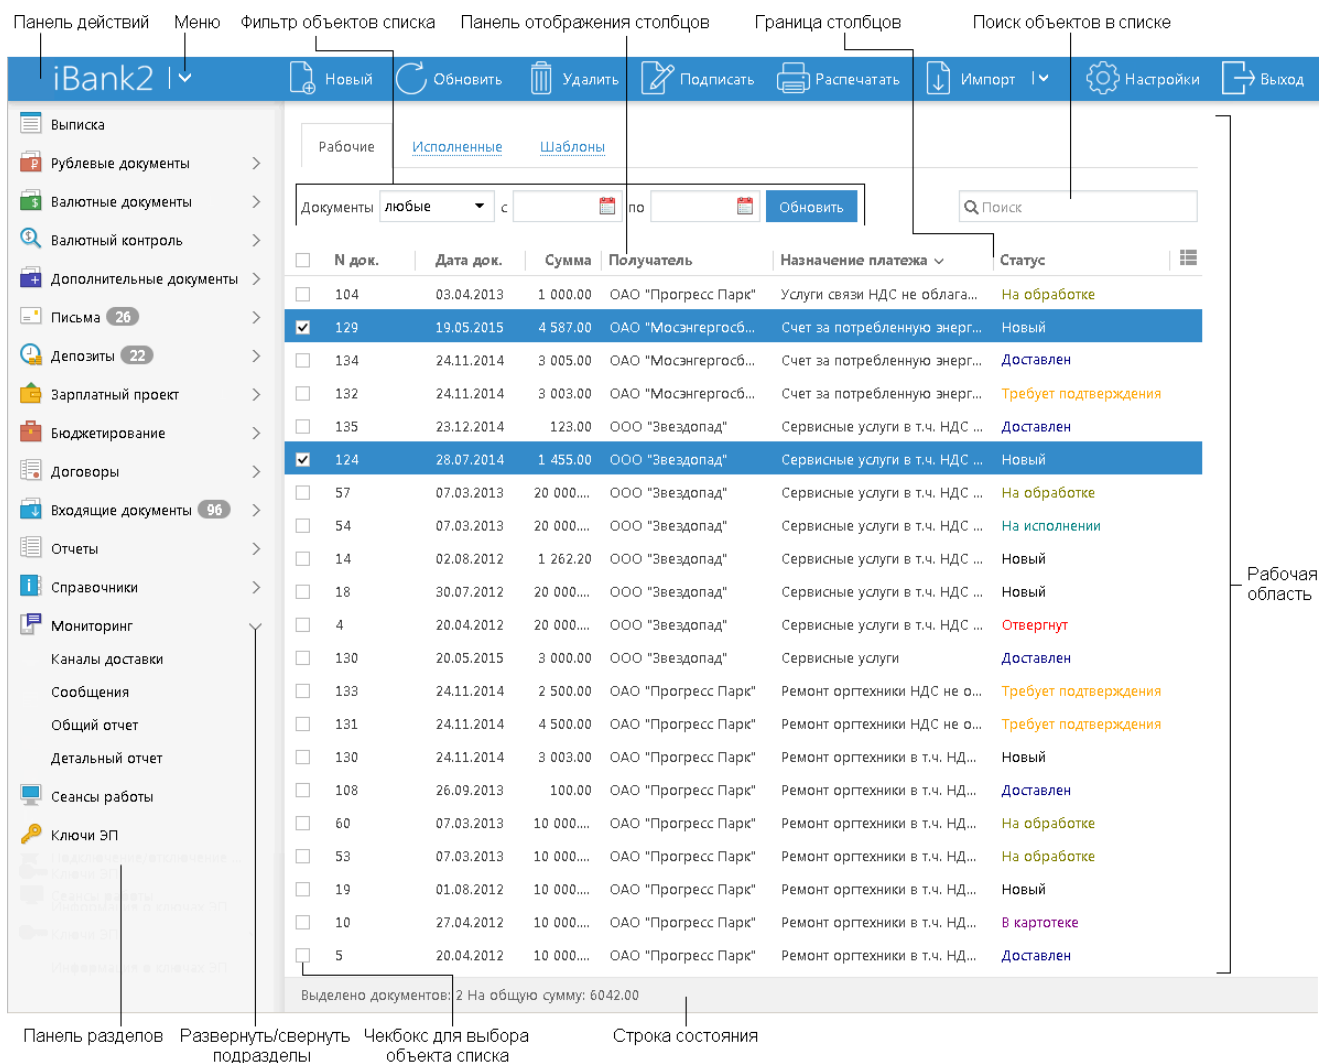 Панель действий Меню Фильтр объектов списка Панель отображения столбцов Граница столбцов Поиск объектов в списке
iBank2 Новый Обновить Удалить Подписать Распечатать Импорт Настройки Выход
Выписка
Рублевые документы
Валютные документы
Валютный контроль
Дополнительные документы
Письма 26
Депозиты 22
Зарплатный проект
Бюджетирование
Договоры
Входящие документы 96
Отчеты
Справочники
Мониторинг
Каналы доставки
Сообщения
Общий отчет
Детальный отчет
Сеансы работы
Ключи ЭП
Рабочие Исполненные Шаблоны
Документы любые с по Обновить Поиск
N док. Дата док. Сумма Получатель Назначение платежа Статус
104 03.04.2013 1 000.00 ОАО "Прогресс Парк" Услуги связи НДС не облага... На обработке
129 19.05.2015 4 587.00 ОАО "Мосэнгергосб... Счет за потребленную энерг... Новый
134 24.11.2014 3 005.00 ОАО "Мосэнгергосб... Счет за потребленную энерг... Доставлен
132 24.11.2014 3 003.00 ОАО "Мосэнгергосб... Счет за потребленную энерг... Требует подтверждения
135 23.12.2014 123.00 ООО "Звездопад" Сервисные услуги в т.ч. НДС ... Доставлен
124 28.07.2014 1 455.00 ООО "Звездопад" Сервисные услуги в т.ч. НДС ... Новый
57 07.03.2013 20 000.... ООО "Звездопад" Сервисные услуги в т.ч. НДС ... На обработке
54 07.03.2013 20 000.... ООО "Звездопад" Сервисные услуги в т.ч. НДС ... На исполнении
14 02.08.2012 1 262.20 ООО "Звездопад" Сервисные услуги в т.ч. НДС ... Новый
18 30.07.2012 20 000.... ООО "Звездопад" Сервисные услуги в т.ч. НДС ... Новый
4 20.04.2012 20 000.... ООО "Звездопад" Сервисные услуги в т.ч. НДС ... Отвергнут
130 20.05.2015 3 000.00 ООО "Звездопад" Сервисные услуги Доставлен
133 24.11.2014 2 500.00 ОАО "Прогресс Парк" Ремонт оргтехники НДС не о... Требует подтверждения
131 24.11.2014 4 500.00 ОАО "Прогресс Парк" Ремонт оргтехники НДС не о... Требует подтверждения
130 24.11.2014 3 003.00 ОАО "Прогресс Парк" Ремонт оргтехники в т.ч. НД... Новый
108 26.09.2013 100.00 ОАО "Прогресс Парк" Ремонт оргтехники в т.ч. НД... Доставлен
60 07.03.2013 10 000.... ОАО "Прогресс Парк" Ремонт оргтехники в т.ч. НД... На обработке
53 07.03.2013 10 000.... ОАО "Прогресс Парк" Ремонт оргтехники в т.ч. НД... На обработке
19 01.08.2012 10 000.... ОАО "Прогресс Парк" Ремонт оргтехники в т.ч. НД... Новый
10 27.04.2012 10 000.... ОАО "Прогресс Парк" Ремонт оргтехники в т.ч. НД... В картотеке
5 20.04.2012 10 000.... ОАО "Прогресс Парк" Ремонт оргтехники в т.ч. НД... Доставлен
Выделено документов: 2 На общую сумму: 6042.00
Рабочая
область
Панель разделов Развернуть/свернуть Чекбокс для выбора Строка состояния
подразделы объекта списка